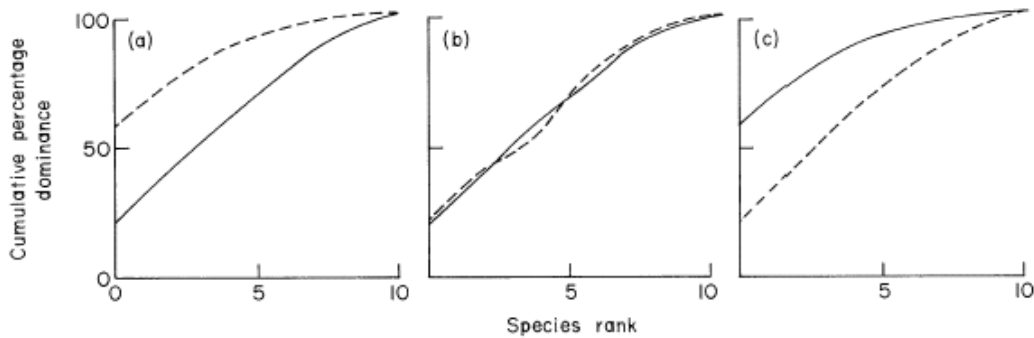 Cumulative percentage
dominance
100
50
0
(a)
(b)
(c)
0 5 10 5 10 5 10
Species rank